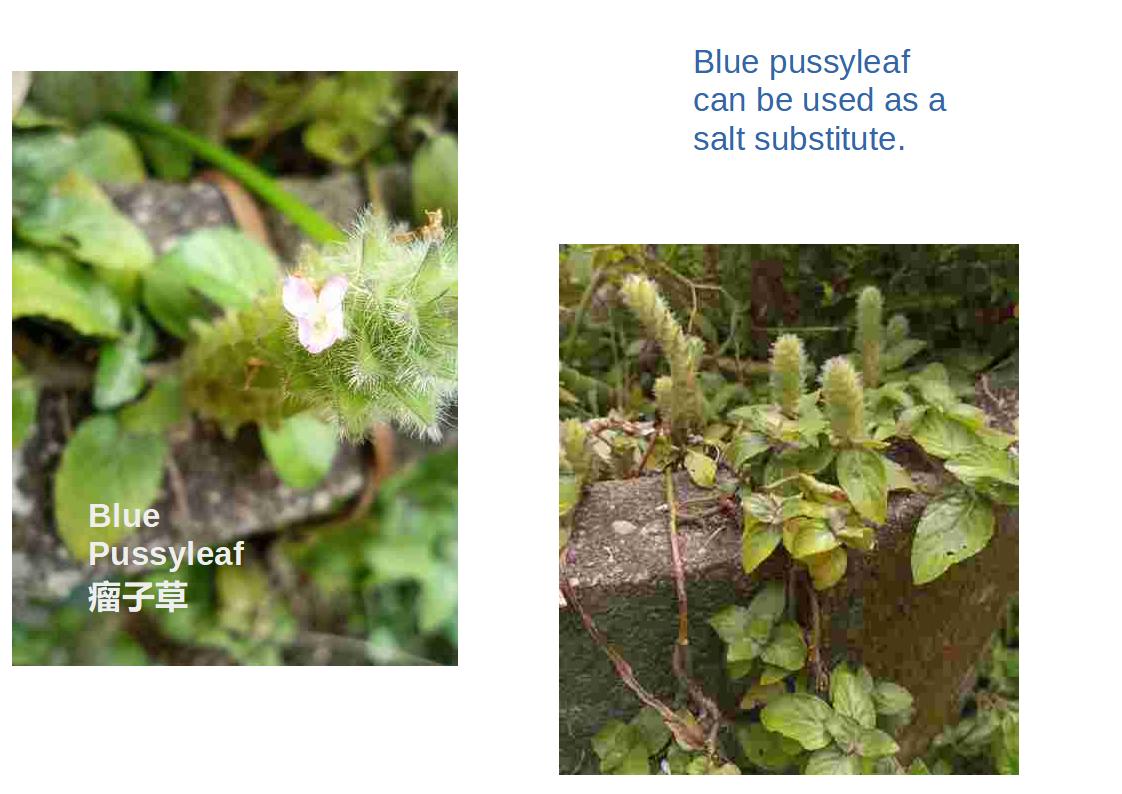 Blue pussyleaf
can be used as a
salt substitute.
Blue
Pussyleaf
瘤子草